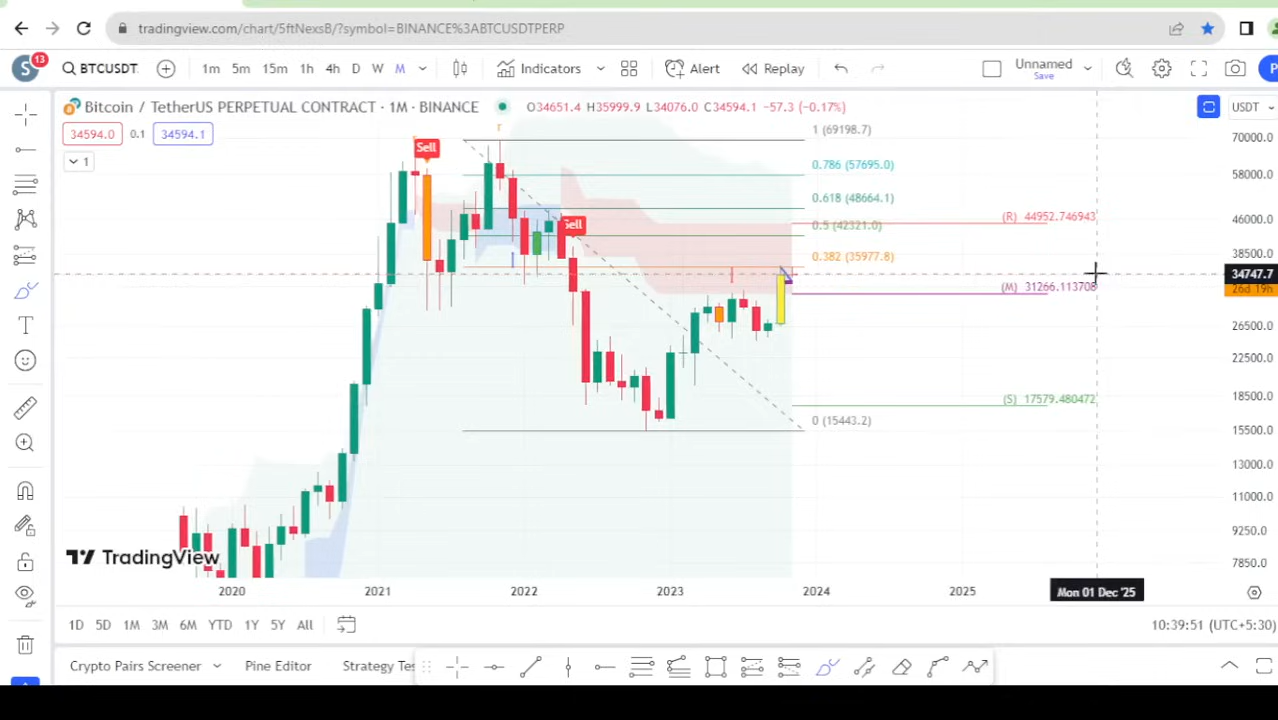 tradingview.com/chart/5ftNexsB/?symbol=BINANCE%3ABTCUSDTPERP
S 13 BTCUSDT. 1m 5m 15m 1h 4h D W M Indicators Alert Replay Unnamed Save
Bitcoin / TetherUS PERPETUAL CONTRACT · 1M · BINANCE O34651.4 H35999.9 L34076.0 C34594.1 −57.3 (−0.17%) USDT
34594.0 0.1 34594.1
1
Sell
Sell
1 (69198.7)
0.786 (57695.0)
0.618 (48664.1)
(R) 44952.746943
0.5 (42321.0)
0.382 (35977.8)
(M) 31266.113708
(S) 17579.480472
0 (15443.2)
70000.0
58000.0
46000.0
38500.0
34747.7
26d 19h
26500.0
22500.0
18500.0
15500.0
13000.0
11000.0
9250.0
7850.0
TradingView
2020 2021 2022 2023 2024 2025 Mon 01 Dec '25
1D 5D 1M 3M 6M YTD 1Y 5Y All 10:39:51 (UTC+5:30)
Crypto Pairs Screener Pine Editor Strategy Tes